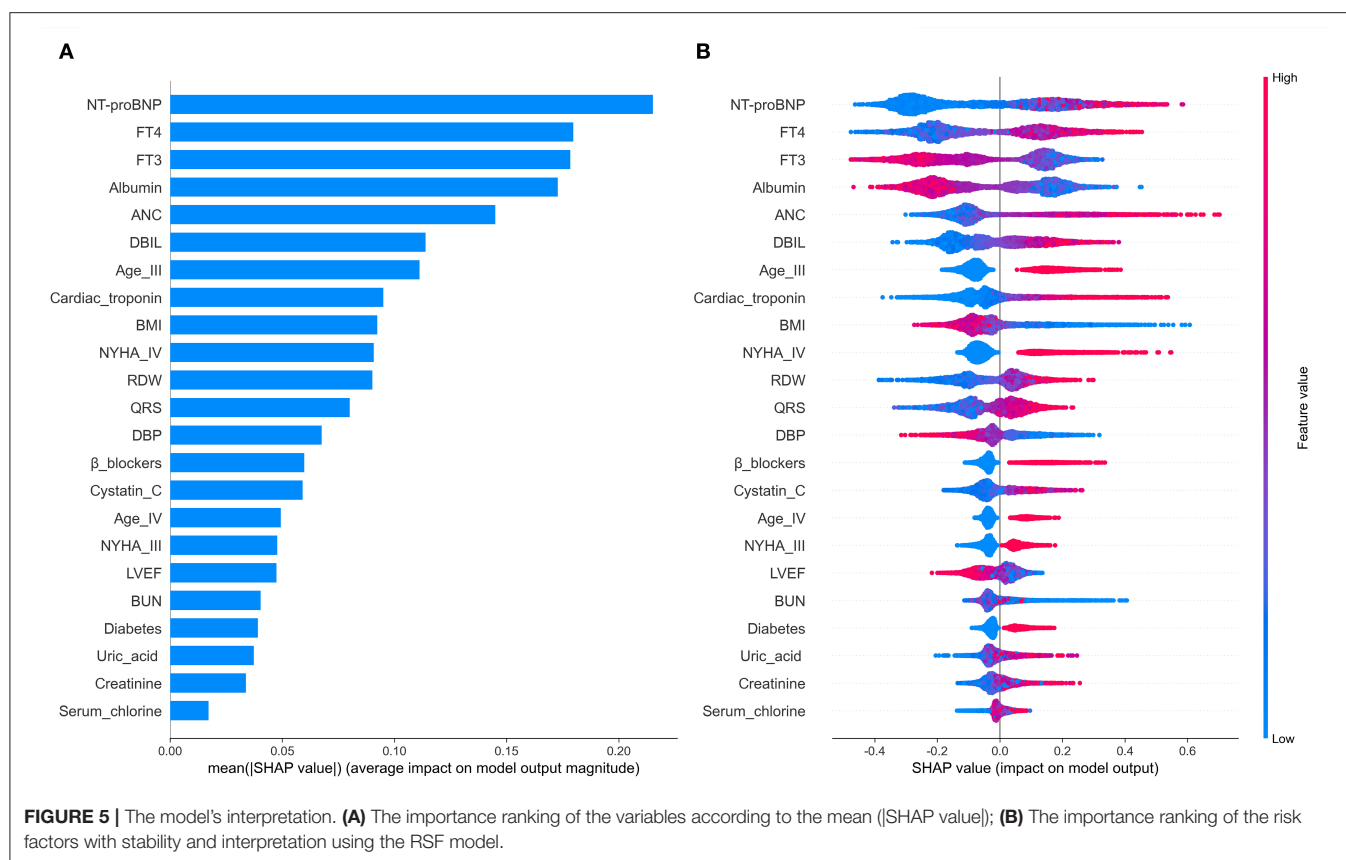 A
NT-proBNP
FT4
FT3
Albumin
ANC
DBIL
Age_III
Cardiac_troponin
BMI
NYHA_IV
RDW
QRS
DBP
β_blockers
Cystatin_C
Age_IV
NYHA_III
LVEF
BUN
Diabetes
Uric_acid
Creatinine
Serum_chlorine
0.00 0.05 0.10 0.15 0.20
mean(|SHAP value|) (average impact on model output magnitude)
B
NT-proBNP
FT4
FT3
Albumin
ANC
DBIL
Age_III
Cardiac_troponin
BMI
NYHA_IV
RDW
QRS
DBP
β_blockers
Cystatin_C
Age_IV
NYHA_III
LVEF
BUN
Diabetes
Uric_acid
Creatinine
Serum_chlorine
-0.4 -0.2 0.0 0.2 0.4 0.6
SHAP value (impact on model output)
High
Feature value
Low
FIGURE 5 | The model's interpretation. (A) The importance ranking of the variables according to the mean (|SHAP value|); (B) The importance ranking of the risk
factors with stability and interpretation using the RSF model.